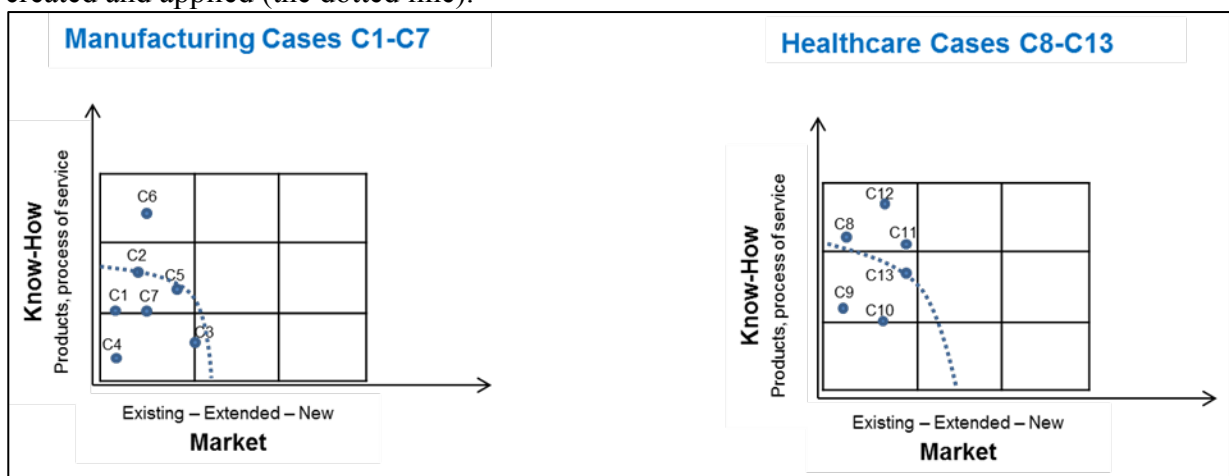 created and applied (the dotted line).
Manufacturing Cases C1-C7
Know-How
Products, process of service
C6
C2
C5
C1
C7
C3
C4
Existing – Extended – New
Market
Healthcare Cases C8-C13
Know-How
Products, process of service
C12
C8
C11
C13
C9
C10
Existing – Extended – New
Market